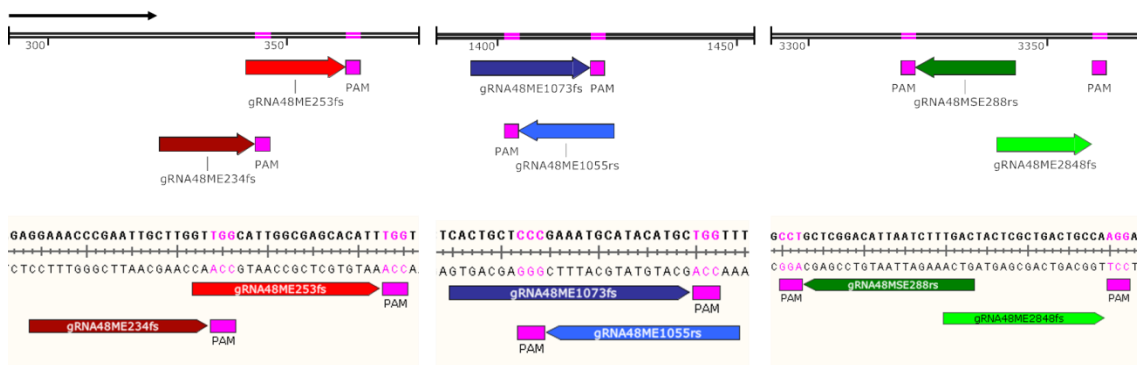 300 350
gRNA48ME253fs PAM
gRNA48ME234fs PAM
GAGGAAACCCGAATTGCTTGGTTGGCATTGGCGAGCACATTTGGT
CTCCTTTGGGCTTAACGAACCAACCGTAACCGCTCGTGTAAACCA
gRNA48ME253fs PAM
gRNA48ME234fs PAM
1400 1450
gRNA48ME1073fs PAM
PAM gRNA48ME1055rs
TCACTGCTCCCGAAATGCATACATGCTGGTTT
AGTGACGAGGGCTTTACGTATGTACGACCAAA
gRNA48ME1073fs PAM
PAM gRNA48ME1055rs
3300 3350
PAM gRNA48MSE288rs PAM
gRNA48ME2848fs
GCCTGCTCGGACATTAATCTTTGACTACTCGCTGACTGCCAAGGA
CGGACGAGCCTGTAATTAGAAACTGATGAGCGACTGACGGTTCCT
PAM gRNA48MSE288rs PAM
gRNA48ME2848fs